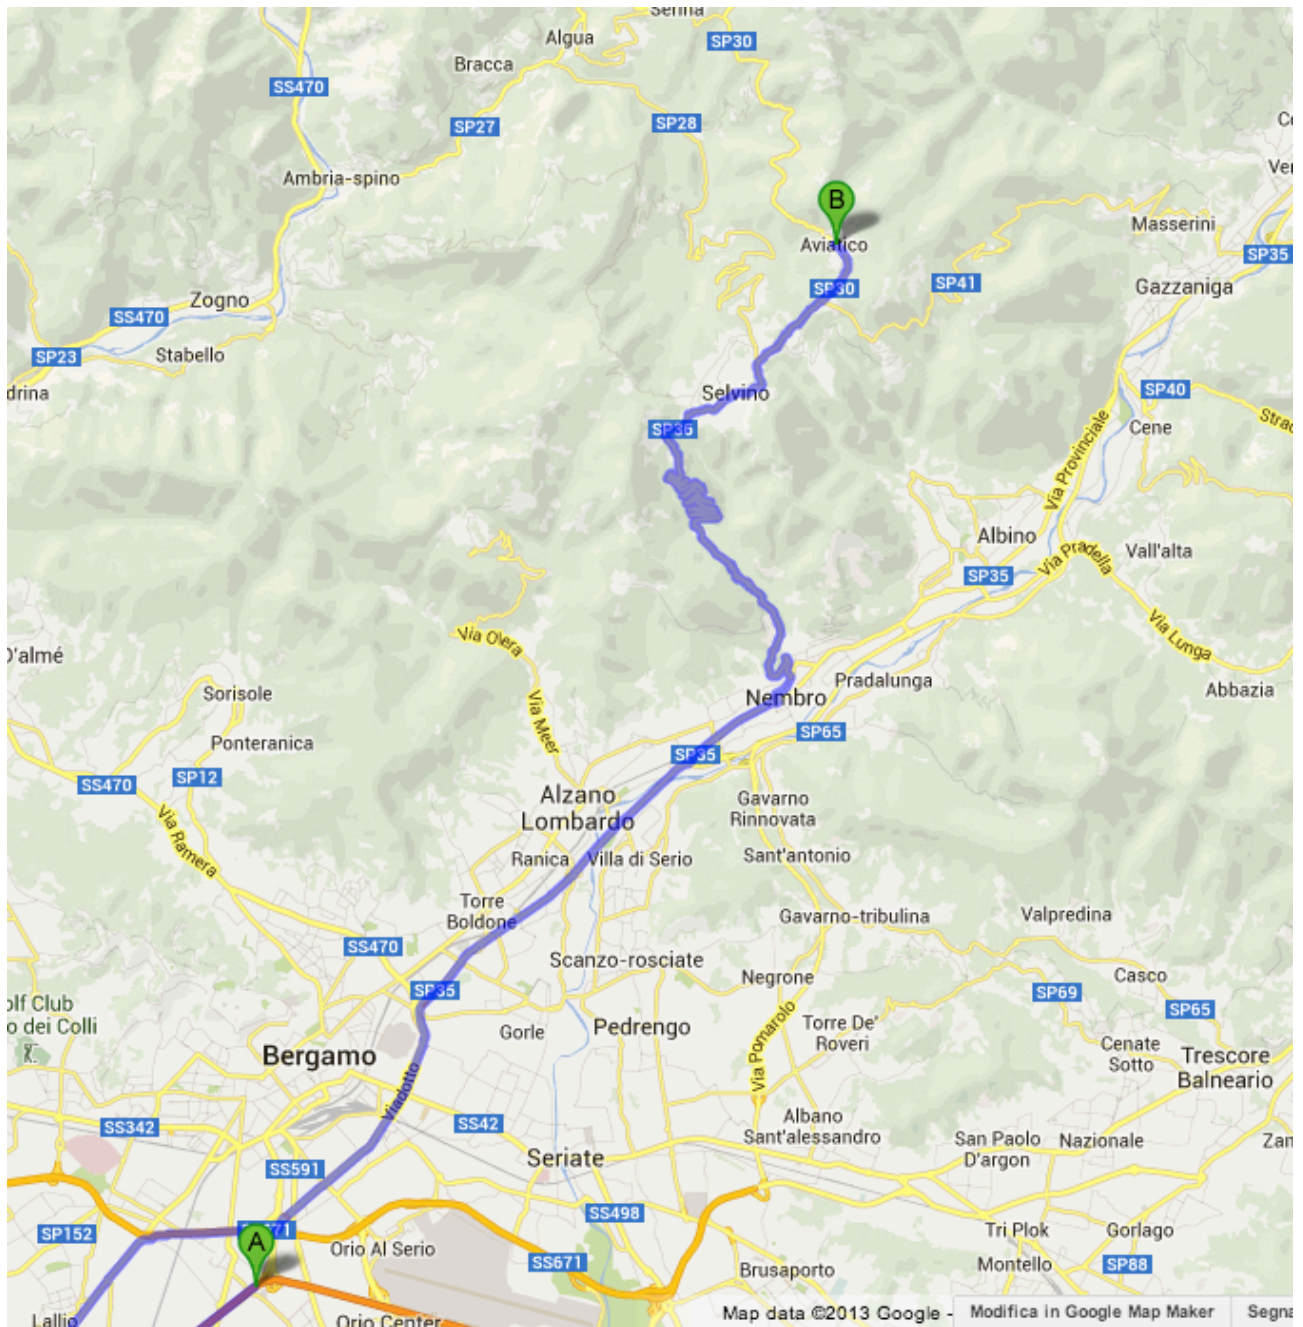 Serina
SP30
Algua
Bracca
SS470
SP27
SP28
Ambria-spino
B
Aviatico
Masserini
SP35
SP30
SP41
Gazzaniga
Zogno
SS470
SP23
Stabello
drina
Selvino
SP40
SP36
Cene
Via Provinciale
Albino
Via Pradella
Vall'alta
SP35
Via Olera
Via Lunga
D'almé
Sorisole
Via Meer
Nembro
Pradalunga
Abbazia
Ponteranica
SP65
SP35
SP12
SS470
Via Ramera
Alzano
Lombardo
Gavarno
Rinnovata
Ranica
Villa di Serio
Sant'antonio
Torre
Boldone
Gavarno-tribulina
Valpredina
SS470
Scanzo-rosciate
Negrone
Casco
SP35
SP69
SP65
olf Club
o dei Colli
Gorle
Pedrengo
Via Pomarolo
Torre De'
Roveri
Cenate
Sotto
Trescore
Balneario
Bergamo
Viadotto
SS342
SS42
Albano
Sant'alessandro
San Paolo
D'argon
Nazionale
Zan
Seriate
SS591
SS498
SP152
A
Orio Al Serio
SS671
Tri Plok
Gorlago
Montello
SP88
Brusaporto
Lallio
Orio Center
Map data ©2013 Google -
Modifica in Google Map Maker
Segna